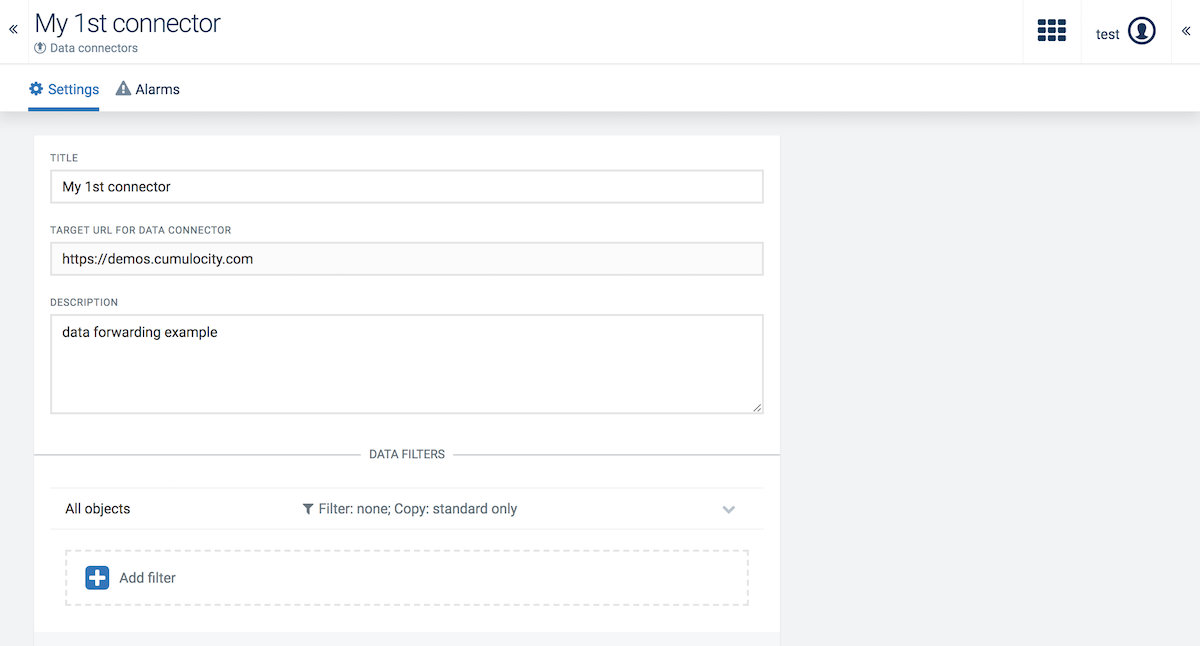 My 1st connector
Data connectors
test
Settings
Alarms
TITLE
My 1st connector
TARGET URL FOR DATA CONNECTOR
https://demos.cumulocity.com
DESCRIPTION
data forwarding example
DATA FILTERS
All objects
Filter: none; Copy: standard only
Add filter